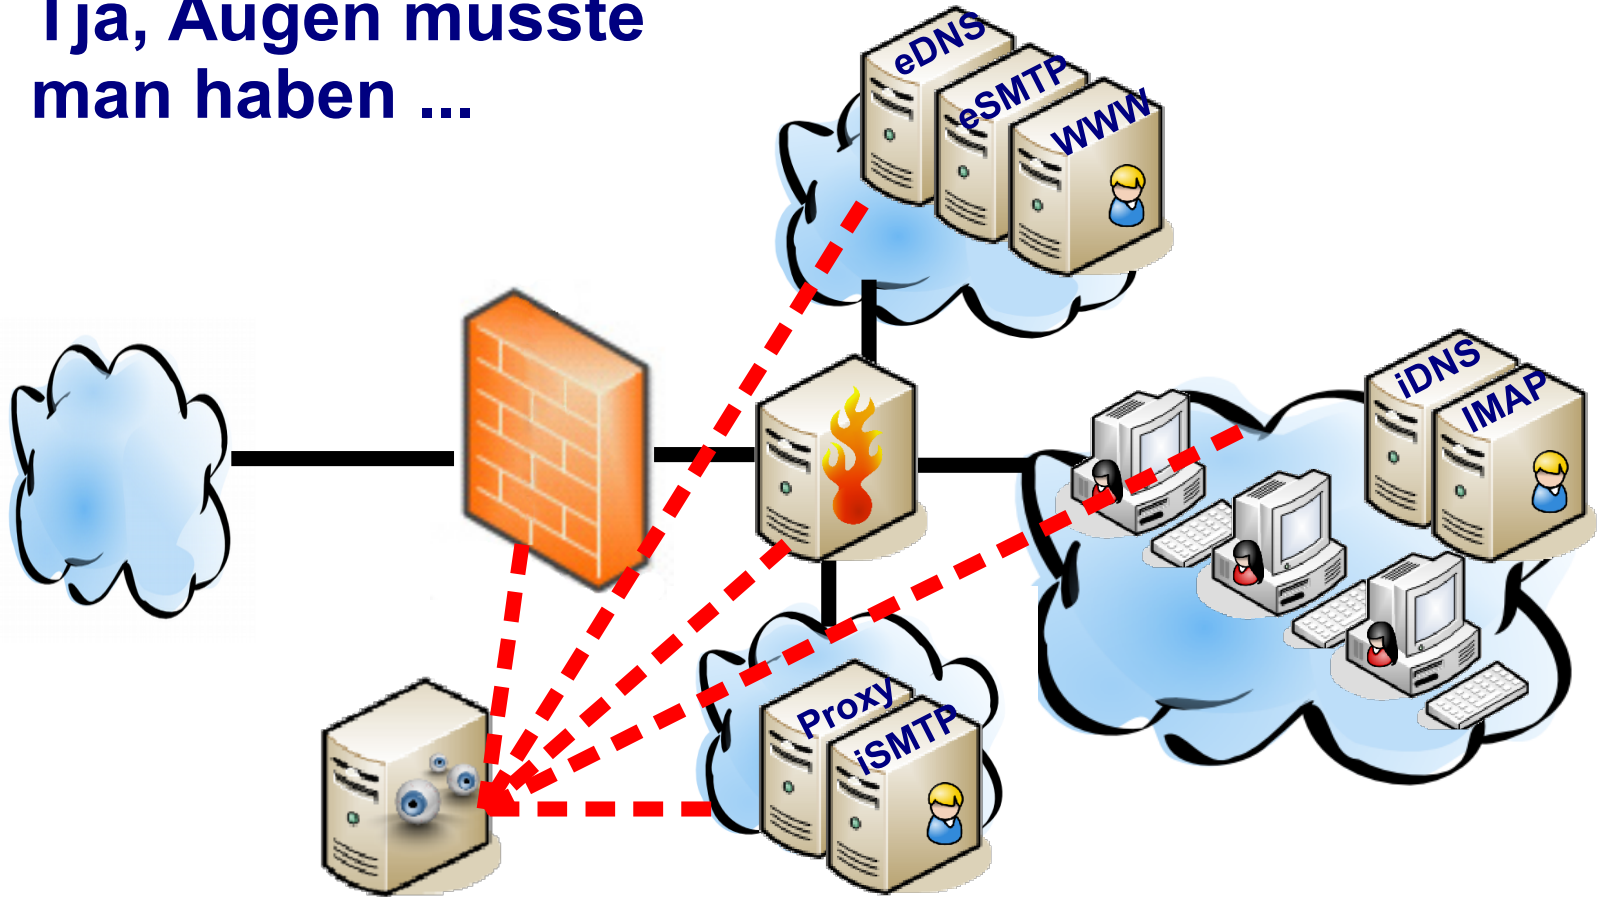 Tja, Augen musste
man haben ...
eDNS
eSMTP
WWW
iDNS
IMAP
Proxy
iSMTP